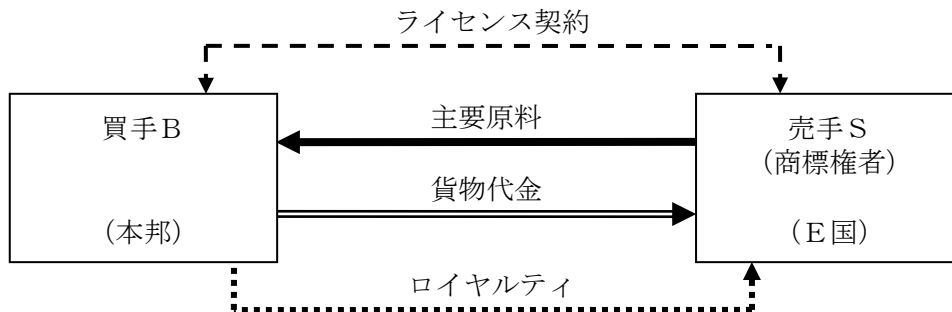 ライセンス契約
買手Ｂ
（本邦）
主要原料
貨物代金
売手Ｓ
（商標権者）
（Ｅ国）
ロイヤルティ